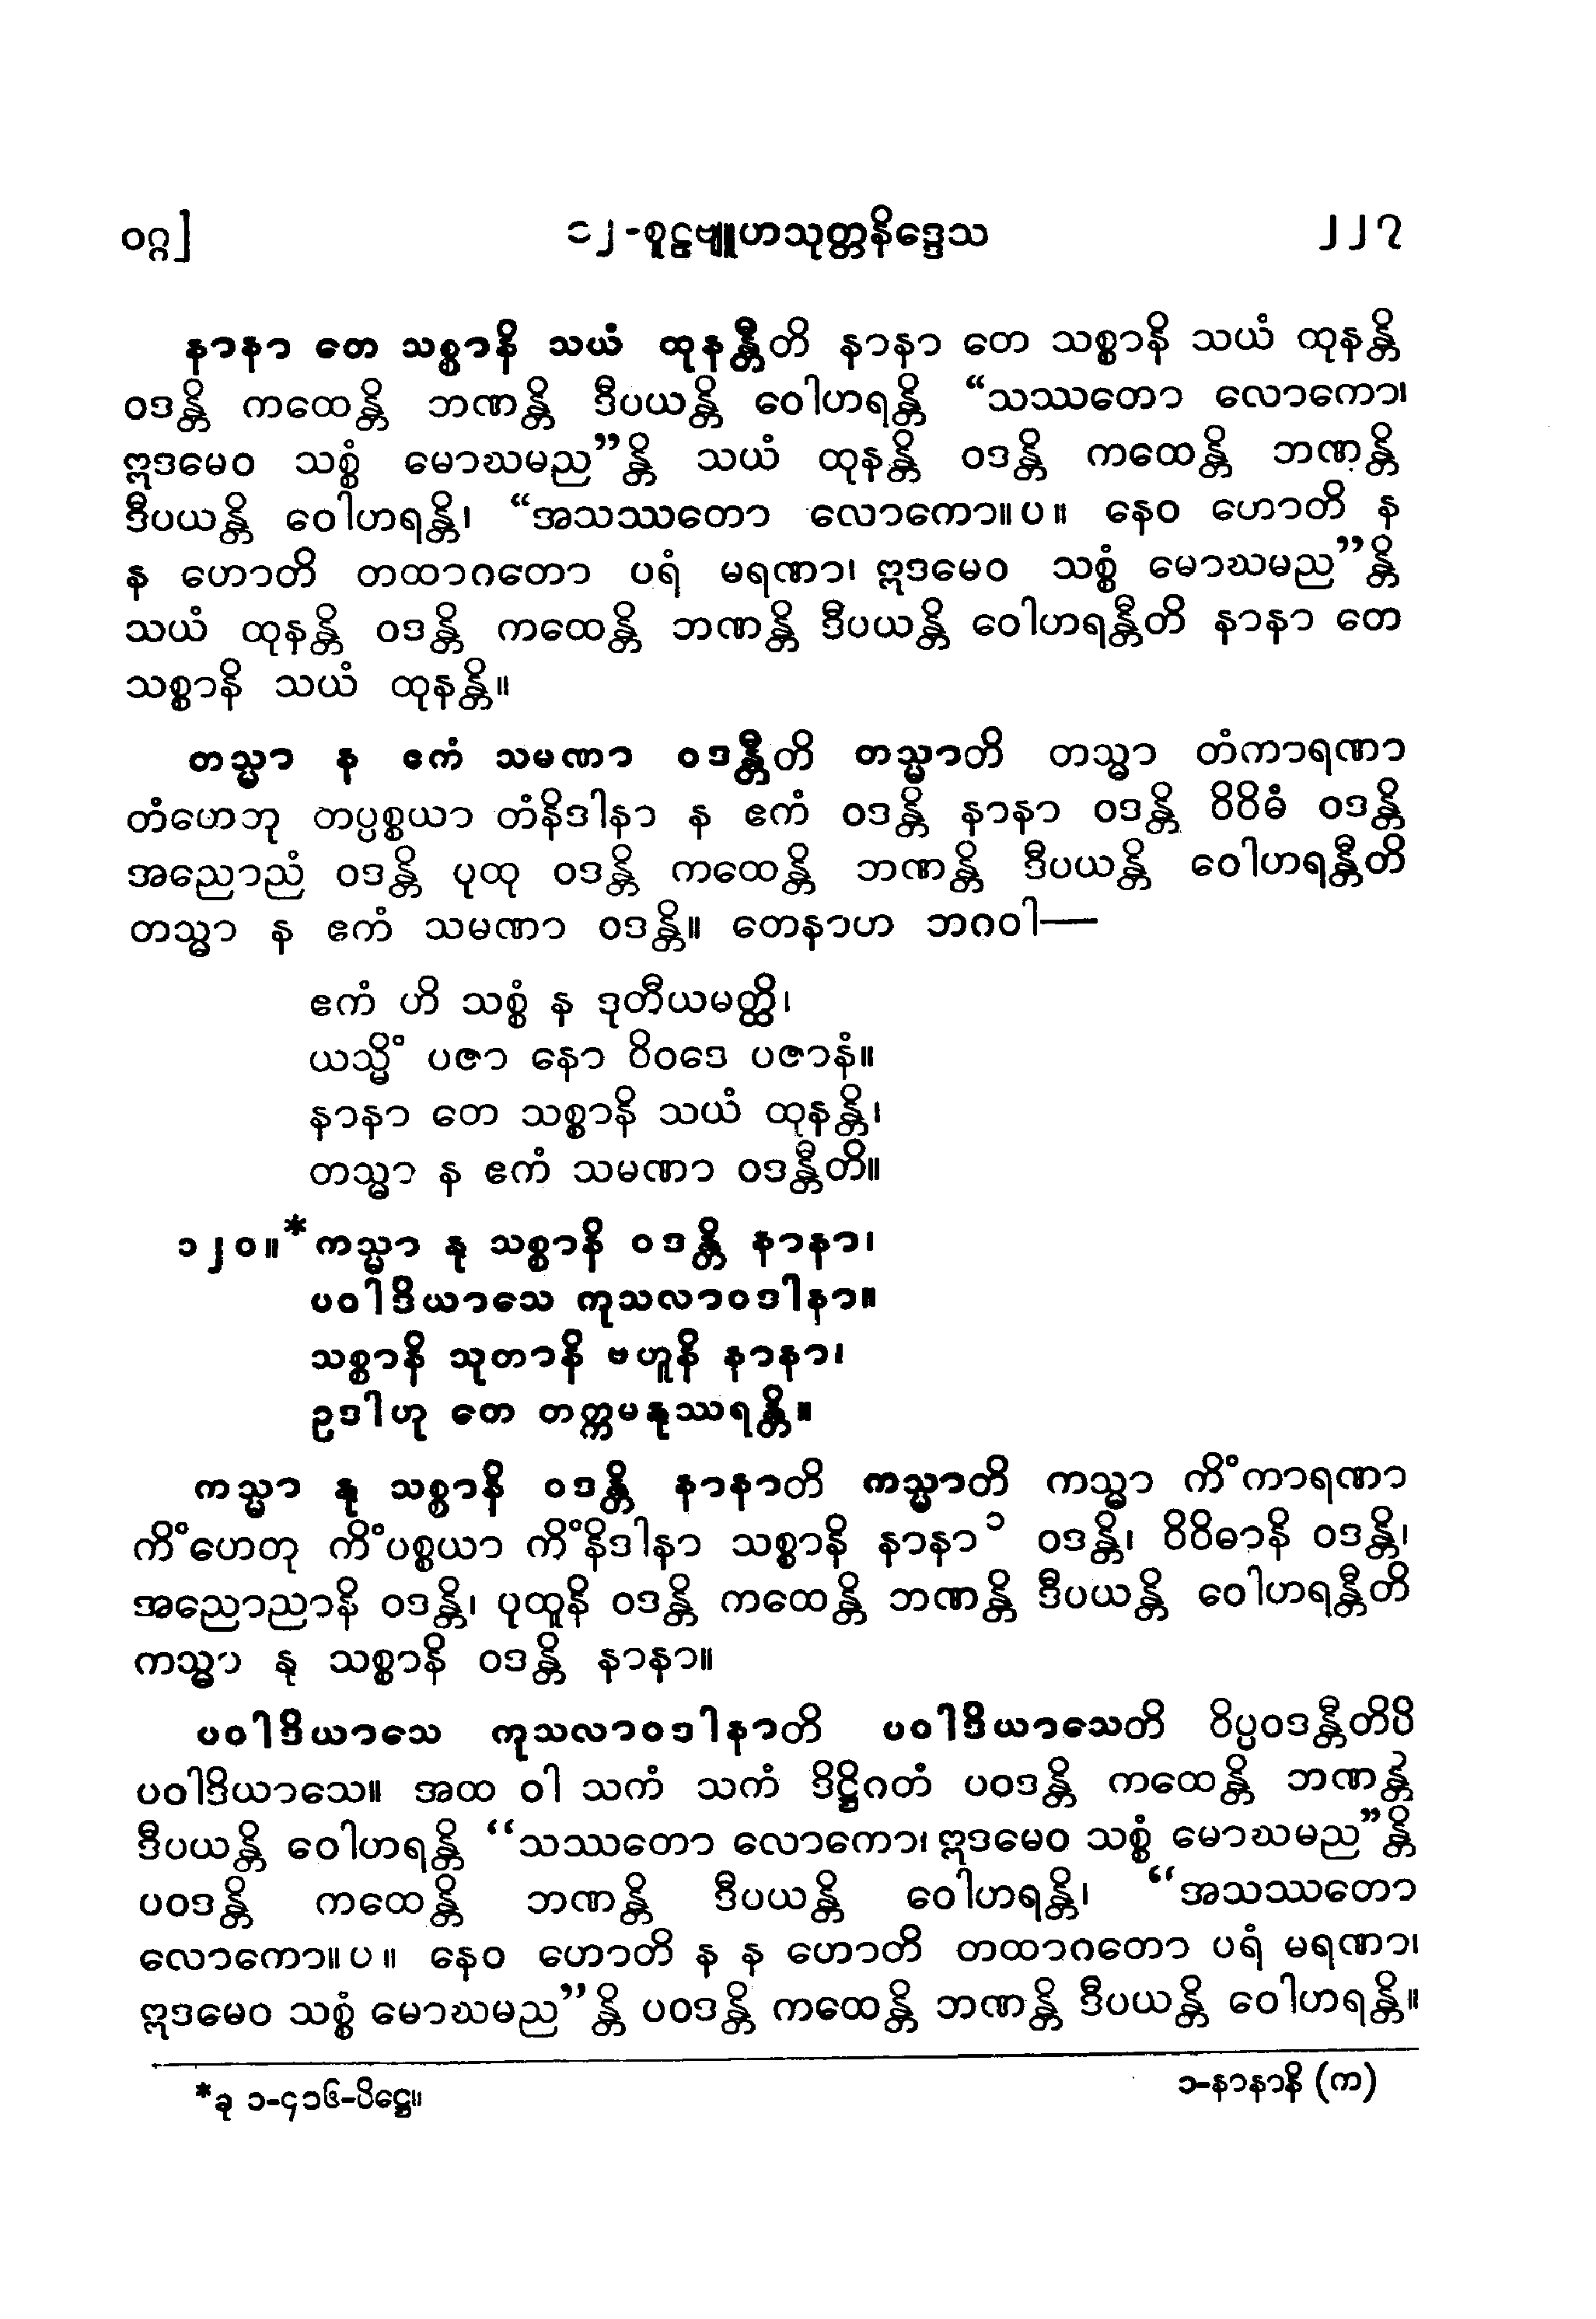 ဝဂ္ဂ]	၁၂-စူဠဗျူဟသုတ္တနိဒ္ဒေသ	၂၂၇
နာနာ တေ သစ္စာနိ သယံ ထုနန္တီတိ နာနာ တေ သစ္စာနိ သယံ ထုနန္တိ
ဝဒန္တိ ကထေန္တိ ဘဏန္တိ ဒီပယန္တိ ဝေါဟရန္တိ “သဿတော လောကော၊
ဣဒမေဝ သစ္စံ မောဃမည”န္တိ သယံ ထုနန္တိ ဝဒန္တိ ကထေန္တိ ဘဏန္တိ
ဒီပယန္တိ ဝေါဟရန္တိ၊ “အသဿတော လောကော။ပ။ နေဝ ဟောတိ န
န ဟောတိ တထာဂတော ပရံ မရဏာ၊ ဣဒမေဝ သစ္စံ မောဃမည”န္တိ
သယံ ထုနန္တိ ဝဒန္တိ ကထေန္တိ ဘဏန္တိ ဒီပယန္တိ ဝေါဟရန္တီတိ နာနာ တေ
သစ္စာနိ သယံ ထုနန္တိ။
တသ္မာ န ဧကံ သမဏာ ဝဒန္တီတိ တသ္မာတိ တသ္မာ တံကာရဏာ
တံဟေဘု တပ္ပစ္စယာ တံနိဒါနာ န ဧကံ ဝဒန္တိ နာနာ ဝဒန္တိ ဝိဝိဓံ ဝဒန္တိ
အညောညံ ဝဒန္တိ ပုထု ဝဒန္တိ ကထေန္တိ ဘဏန္တိ ဒီပယန္တိ ဝေါဟရန္တီတိ
တသ္မာ န ဧကံ သမဏာ ဝဒန္တိ။ တေနာဟ ဘဂဝါ—
ဧကံ ဟိ သစ္စံ န ဒုတီယမတ္ထိ၊
ယသ္မိံ ပဇာ နော ဝိဝဒေ ပဇာနံ။
နာနာ တေ သစ္စာနိ သယံ ထုနန္တိ၊
တသ္မာ န ဧကံ သမဏာ ဝဒန္တီတိ။
၁၂၀။* ကသ္မာ နု သစ္စာနိ ဝဒန္တိ နာနာ၊
ပဝါဒိယာသေ ကုသလာဝဒါနာ။
သစ္စာနိ သုတာနိ ဗဟူနိ နာနာ၊
ဥဒါဟု တေ တက္ကမနုဿရန္တိ။
ကသ္မာ နု သစ္စာနိ ဝဒန္တိ နာနာတိ ကသ္မာတိ ကသ္မာ ကိံကာရဏာ
ကိံဟေတု ကိံပစ္စယာ ကိံနိဒါနာ သစ္စာနိ နာနာ ၁ ဝဒန္တိ၊ ဝိဝိဓာနိ ဝဒန္တိ၊
အညောညာနိ ဝဒန္တိ၊ ပုထူနိ ဝဒန္တိ ကထေန္တိ ဘဏန္တိ ဒီပယန္တိ ဝေါဟရန္တီတိ
ကသ္မာ နု သစ္စာနိ ဝဒန္တိ နာနာ။
ပဝါဒိယာသေ ကုသလာဝဒါနာတိ ပဝါဒိယာသေတိ ဝိပ္ပဝဒန္တီတိပိ
ပဝါဒိယာသေ။ အထ ဝါ သကံ သကံ ဒိဋ္ဌိဂတံ ပဝဒန္တိ ကထေန္တိ ဘဏန္တိ
ဒီပယန္တိ ဝေါဟရန္တိ “သဿတော လောကော၊ ဣဒမေဝ သစ္စံ မောဃမည”န္တိ
ပဝဒန္တိ ကထေန္တိ ဘဏန္တိ ဒီပယန္တိ ဝေါဟရန္တိ၊ “အသဿတော
လောကော။ပ။ နေဝ ဟောတိ န န ဟောတိ တထာဂတော ပရံ မရဏာ၊
ဣဒမေဝ သစ္စံ မောဃမည”န္တိ ပဝဒန္တိ ကထေန္တိ ဘဏန္တိ ဒီပယန္တိ ဝေါဟရန္တိ။
*ခု ၁-၄၁၆-ပိဋ္ဌေ။	၁-နာနာနိ (က)